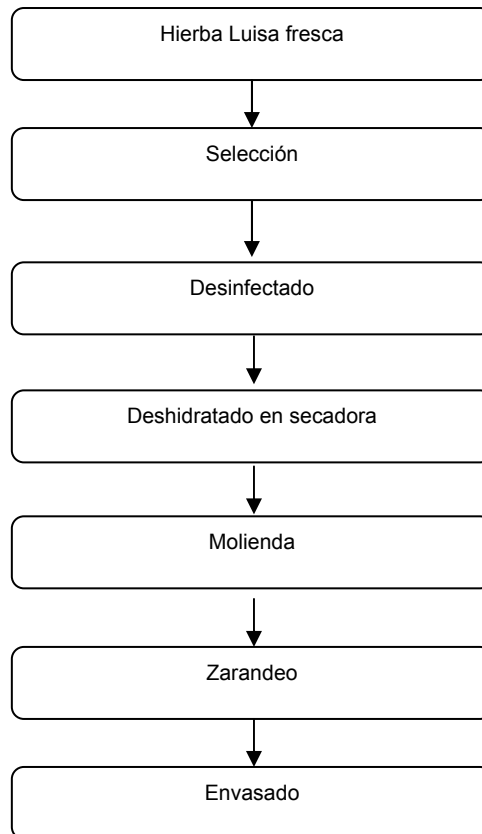 Hierba Luisa fresca
Selección
Desinfectado
Deshidratado en secadora
Molienda
Zarandeo
Envasado